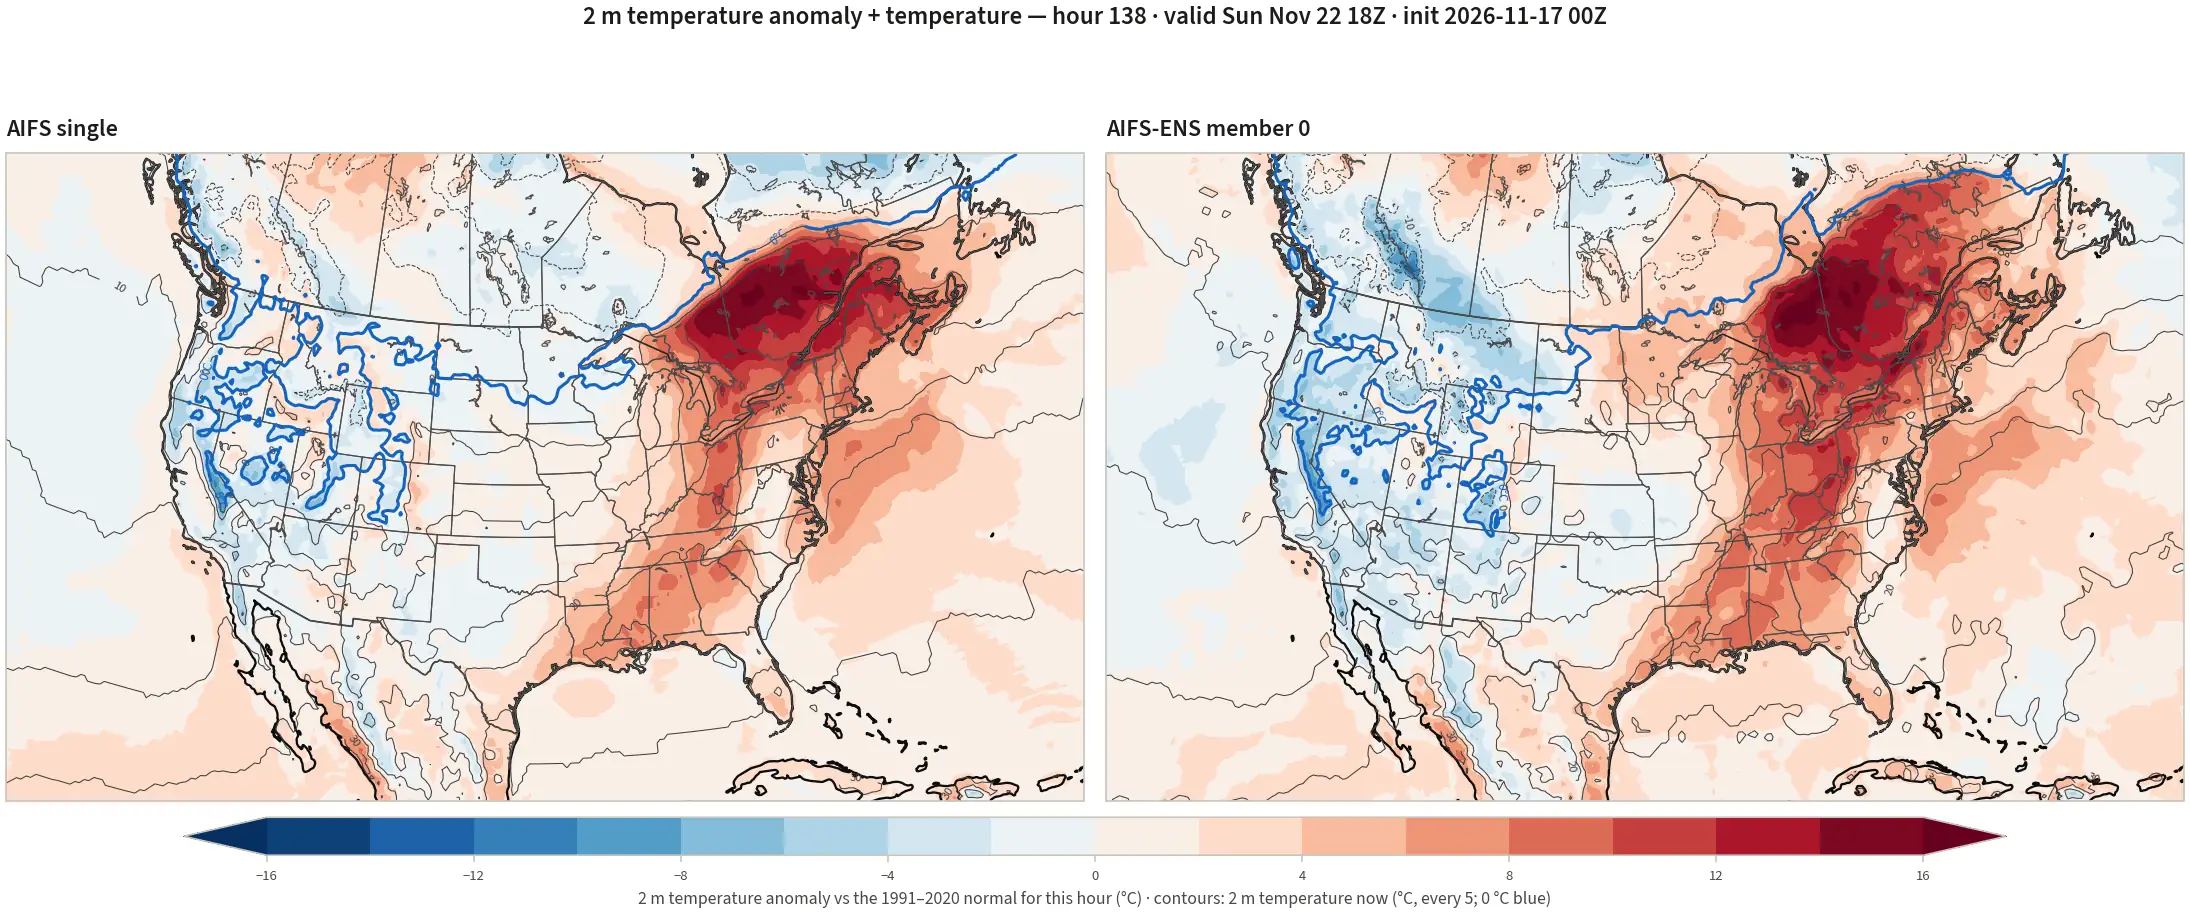 2 m temperature anomaly + temperature — hour 138 · valid Sun Nov 22 18Z · init 2026-11-17 00Z
AIFS single
AIFS-ENS member 0
−16 −12 −8 −4 0 4 8 12 16
2 m temperature anomaly vs the 1991–2020 normal for this hour (°C) · contours: 2 m temperature now (°C, every 5; 0 °C blue)